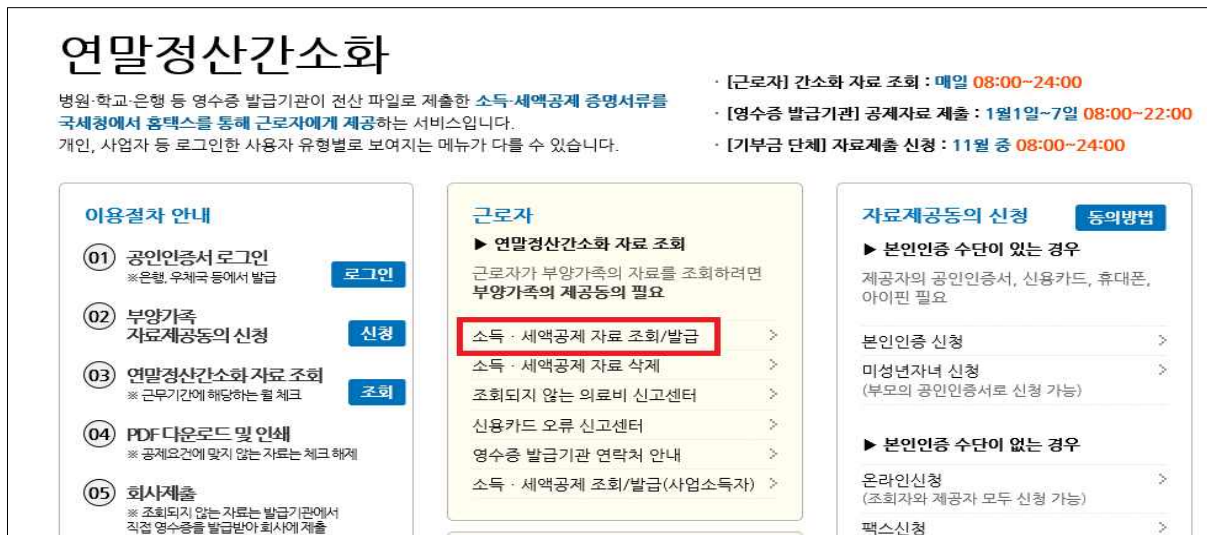 연말정산간소화
병원·학교·은행 등 영수증 발급기관이 전산 파일로 제출한 소득·세액공제 증명서류를
국세청에서 홈택스를 통해 근로자에게 제공하는 서비스입니다.
개인, 사업자 등 로그인한 사용자 유형별로 보여지는 메뉴가 다를 수 있습니다.
· [근로자] 간소화 자료 조회 : 매일 08:00~24:00
· [영수증 발급기관] 공제자료 제출 : 1월1일~7일 08:00~22:00
· [기부금 단체] 자료제출 신청 : 11월 중 08:00~24:00
이용절차 안내
01 공인인증서 로그인
※은행, 우체국 등에서 발급
로그인
02 부양가족
자료제공동의 신청
신청
03 연말정산간소화 자료 조회
※ 근무기간에 해당하는 월 체크
조회
04 PDF 다운로드 및 인쇄
※ 공제요건에 맞지 않는 자료는 체크 해제
05 회사제출
※ 조회되지 않는 자료는 발급기관에서
직접 영수증을 발급받아 회사에 제출
근로자
▶ 연말정산간소화 자료 조회
근로자가 부양가족의 자료를 조회하려면
부양가족의 제공동의 필요
소득 · 세액공제 자료 조회/발급 >
소득 · 세액공제 자료 삭제 >
조회되지 않는 의료비 신고센터 >
신용카드 오류 신고센터 >
영수증 발급기관 연락처 안내 >
소득 · 세액공제 조회/발급(사업소득자) >
자료제공동의 신청
동의방법
▶ 본인인증 수단이 있는 경우
제공자의 공인인증서, 신용카드, 휴대폰,
아이핀 필요
본인인증 신청 >
미성년자녀 신청 >
(부모의 공인인증서로 신청 가능)
▶ 본인인증 수단이 없는 경우
온라인신청 >
(조회자와 제공자 모두 신청 가능)
팩스신청 >